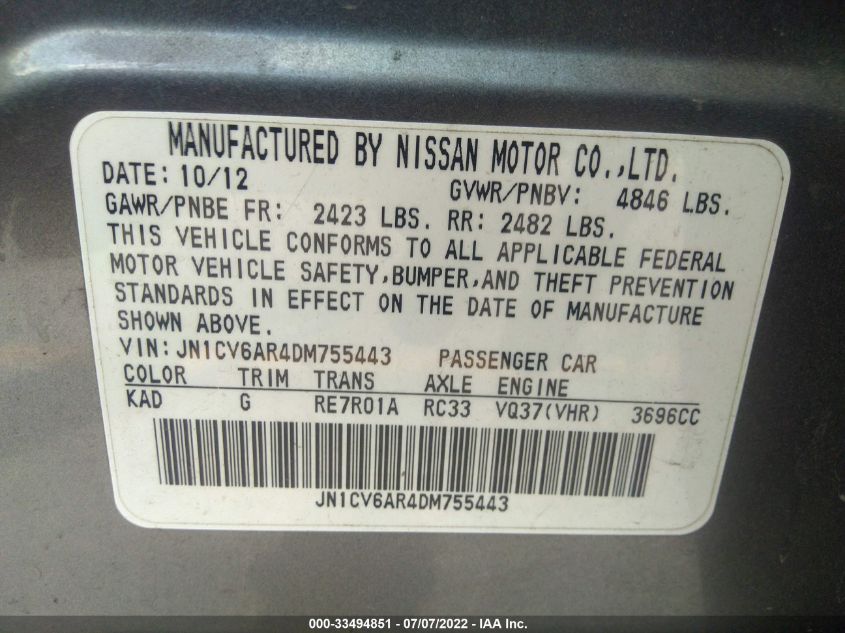 MANUFACTURED BY NISSAN MOTOR CO.,LTD.
DATE: 10/12 GVWR/PNBV: 4846 LBS.
GAWR/PNBE FR: 2423 LBS. RR: 2482 LBS.
THIS VEHICLE CONFORMS TO ALL APPLICABLE FEDERAL
MOTOR VEHICLE SAFETY,BUMPER,AND THEFT PREVENTION
STANDARDS IN EFFECT ON THE DATE OF MANUFACTURE
SHOWN ABOVE.
VIN:JN1CV6AR4DM755443 PASSENGER CAR
COLOR TRIM TRANS AXLE ENGINE
KAD G RE7R01A RC33 VQ37(VHR) 3696CC
JN1CV6AR4DM755443
000-33494851 - 07/07/2022 - IAA Inc.